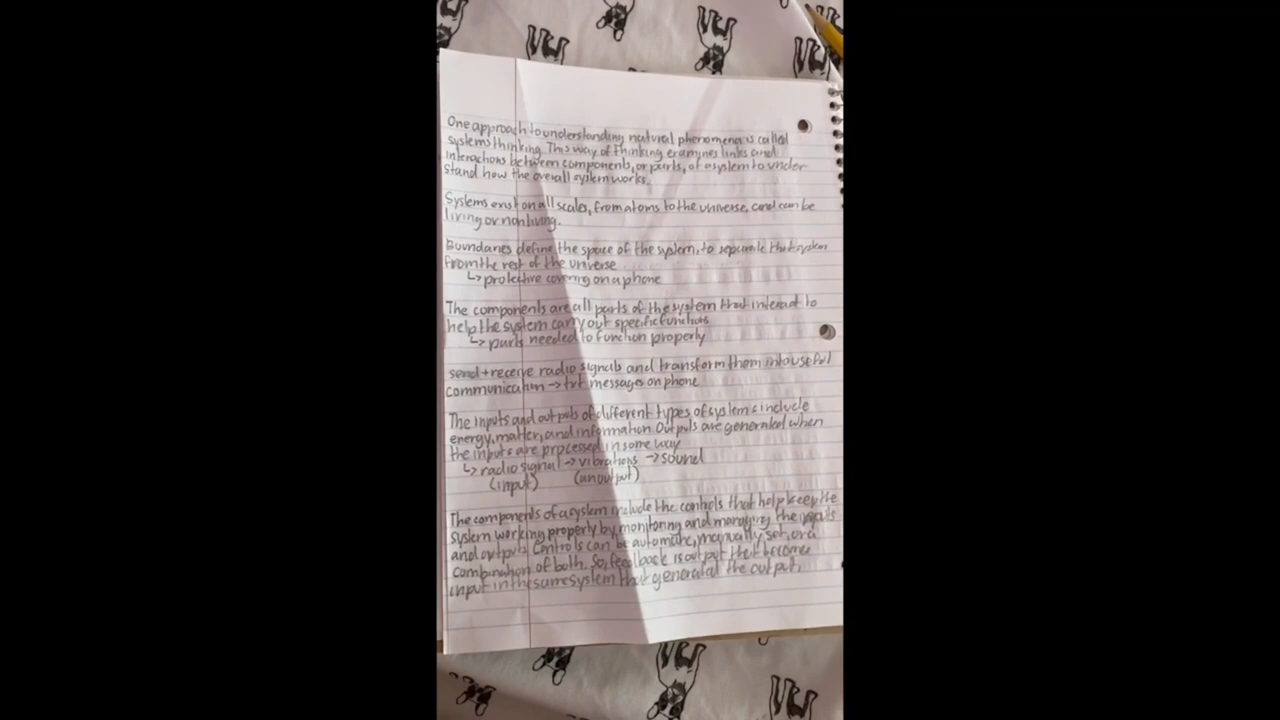 One approach to understanding natural phenomena is called
systems thinking. This way of thinking examines links and
interactions between components, or parts, of a system to under
stand how the overall system works.
Systems exist on all scales, from atoms to the universe, and can be
living or nonliving.
Boundaries define the space of the system, to separate that system
from the rest of the universe
↳ protective covering on a phone
The components are all parts of the system that interact to
help the system carry out specific functions
↳ parts needed to function properly
send + receive radio signals and transform them into useful
communication → txt messages on phone
The inputs and outputs of different types of systems include
energy, matter, and information. Outputs are generated when
the inputs are processed in some way
↳ radio signal → vibrations → sound
(input) (an output)
The components of a system include the controls that help keep the
system working properly by monitoring and managing the inputs
and outputs. Controls can be automatic, manually set, or a
combination of both. So, feedback is output that becomes
input in the same system that generated the output.